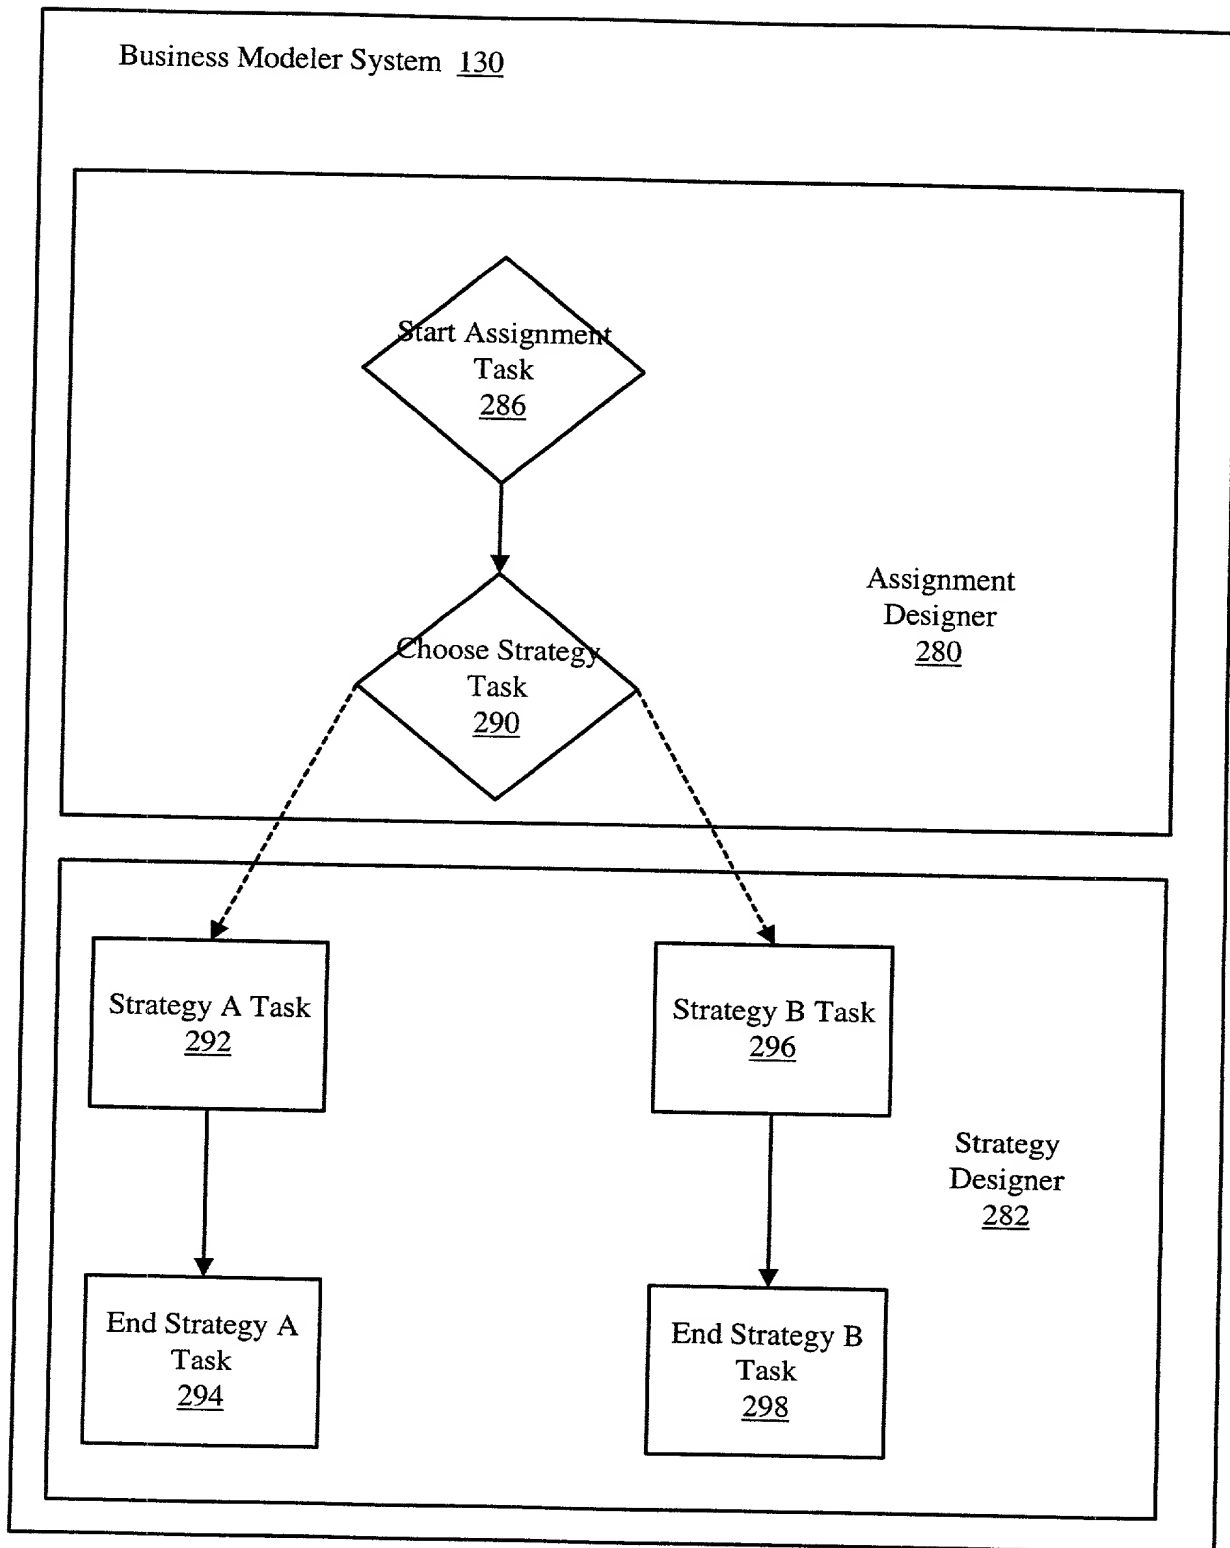 Business Modeler System 130
Start Assignment
Task
286
Assignment
Designer
280
Choose Strategy
Task
290
Strategy A Task
292
Strategy B Task
296
Strategy
Designer
282
End Strategy A
Task
294
End Strategy B
Task
298